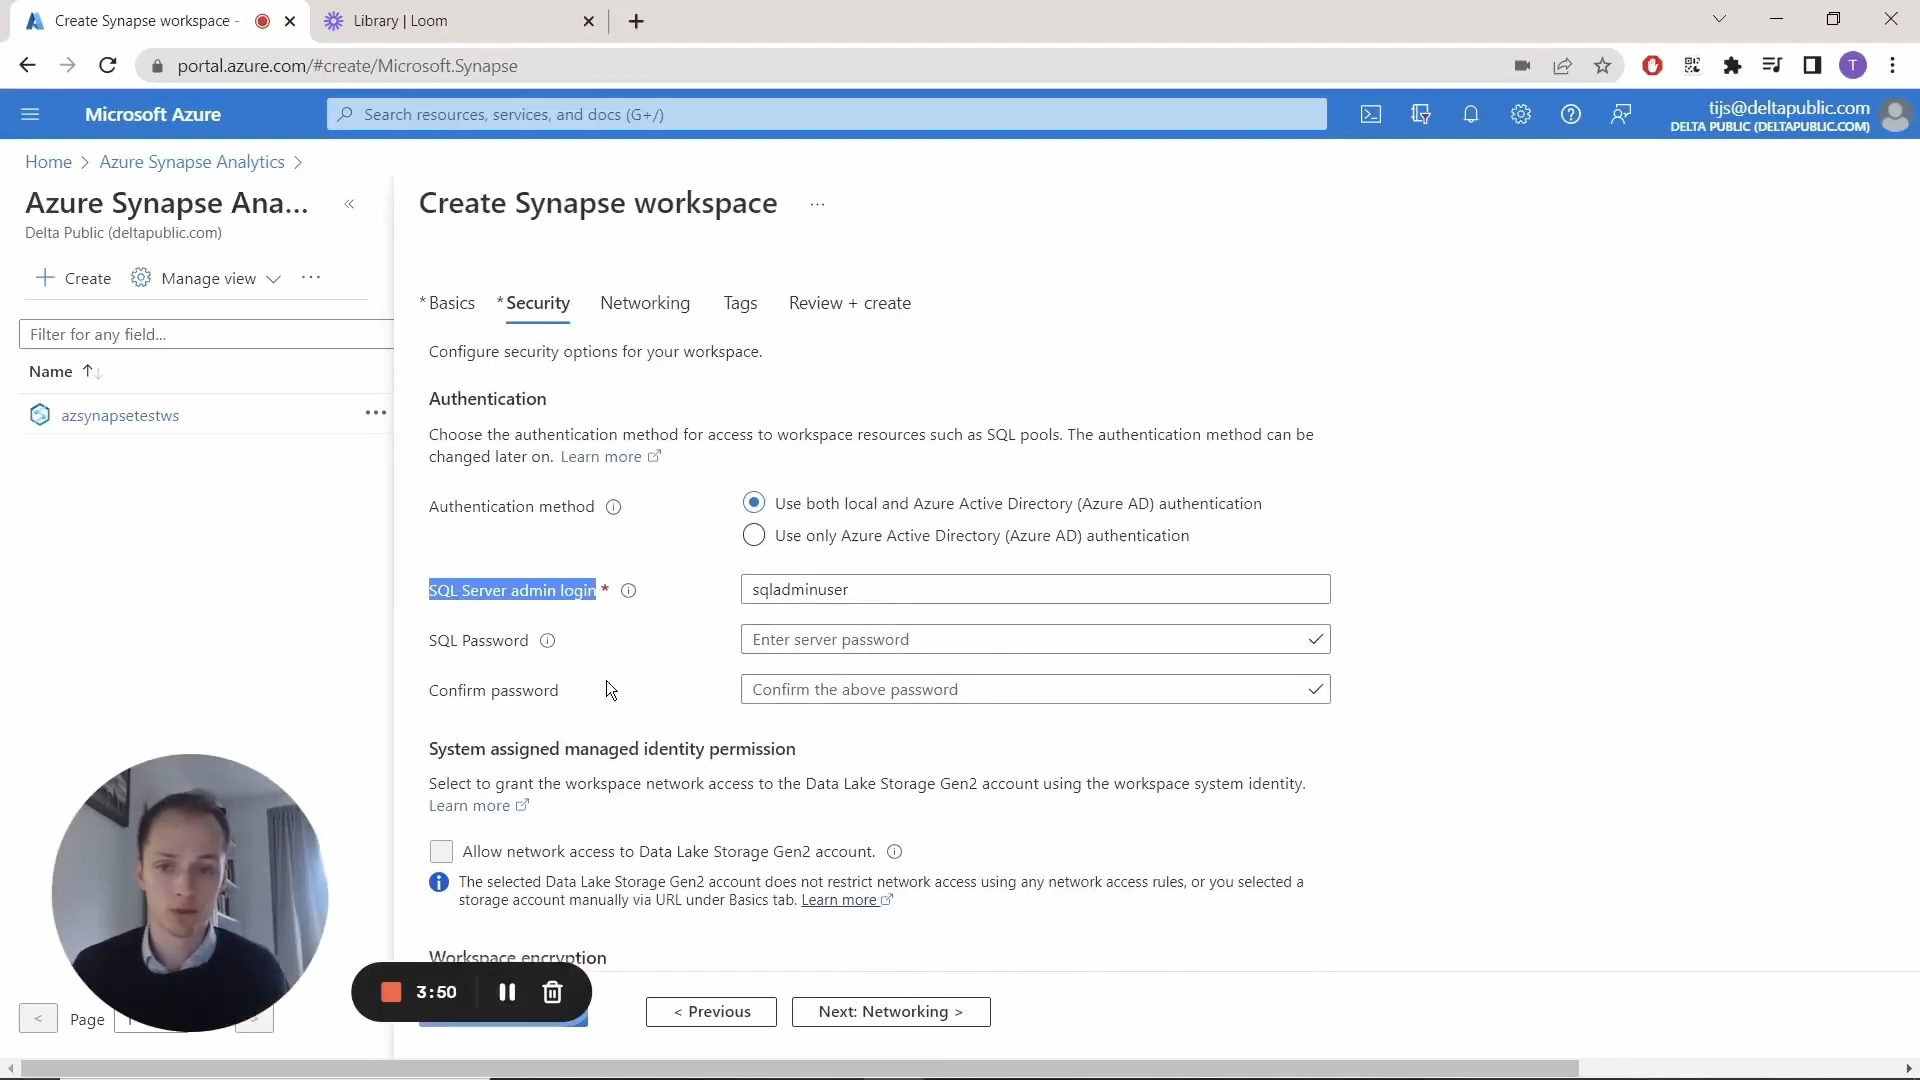 Create Synapse workspace -
Library | Loom
portal.azure.com/#create/Microsoft.Synapse
T
Microsoft Azure
Search resources, services, and docs (G+/)
tijs@deltapublic.com
DELTA PUBLIC (DELTAPUBLIC.COM)
Home > Azure Synapse Analytics >
Azure Synapse Ana...
Delta Public (deltapublic.com)
Create
Manage view
Filter for any field...
Name
azsynapsetestws
Page
Create Synapse workspace
* Basics
* Security
Networking
Tags
Review + create
Configure security options for your workspace.
Authentication
Choose the authentication method for access to workspace resources such as SQL pools. The authentication method can be
changed later on. Learn more
Authentication method
Use both local and Azure Active Directory (Azure AD) authentication
Use only Azure Active Directory (Azure AD) authentication
SQL Server admin login *
sqladminuser
SQL Password
Enter server password
Confirm password
Confirm the above password
System assigned managed identity permission
Select to grant the workspace network access to the Data Lake Storage Gen2 account using the workspace system identity.
Learn more
Allow network access to Data Lake Storage Gen2 account.
The selected Data Lake Storage Gen2 account does not restrict network access using any network access rules, or you selected a
storage account manually via URL under Basics tab. Learn more
Workspace encryption
3:50
< Previous
Next: Networking >